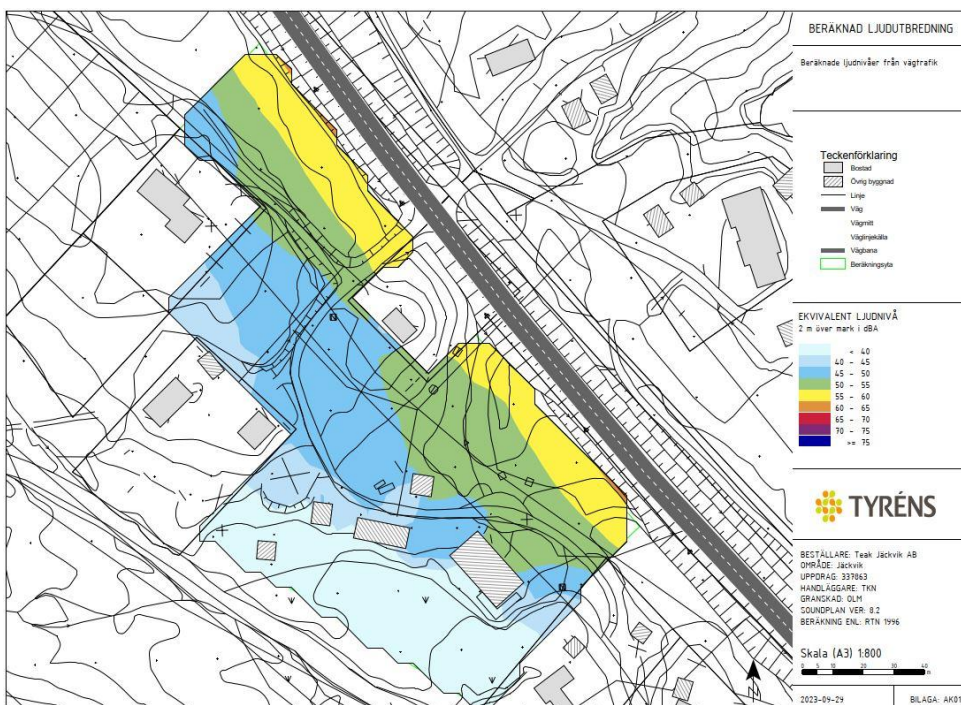 BERÄKNAD LJUDUTBREDNING
Beräknade ljudnivåer från vägtrafik
Teckenförklaring
Bostad
Övrig byggnad
Linje
Väg
Vägmitt
Väglinjekälla
Vägbana
Beräkningsyta
EKVIVALENT LJUDNIVÅ
2 m över mark i dBA
< 40
40 - 45
45 - 50
50 - 55
55 - 60
60 - 65
65 - 70
70 - 75
>= 75
TYRÉNS
BESTÄLLARE: Teak Jäckvik AB
OMRÅDE: Jäckvik
UPPDRAG: 337863
HANDLÄGGARE: TKN
GRANSKAD: OLM
SOUNDPLAN VER: 8.2
BERÄKNING ENL: RTN 1996
Skala (A3) 1:800
0 5 10 20 30 40
m
N
2023-09-29 BILAGA: AK01